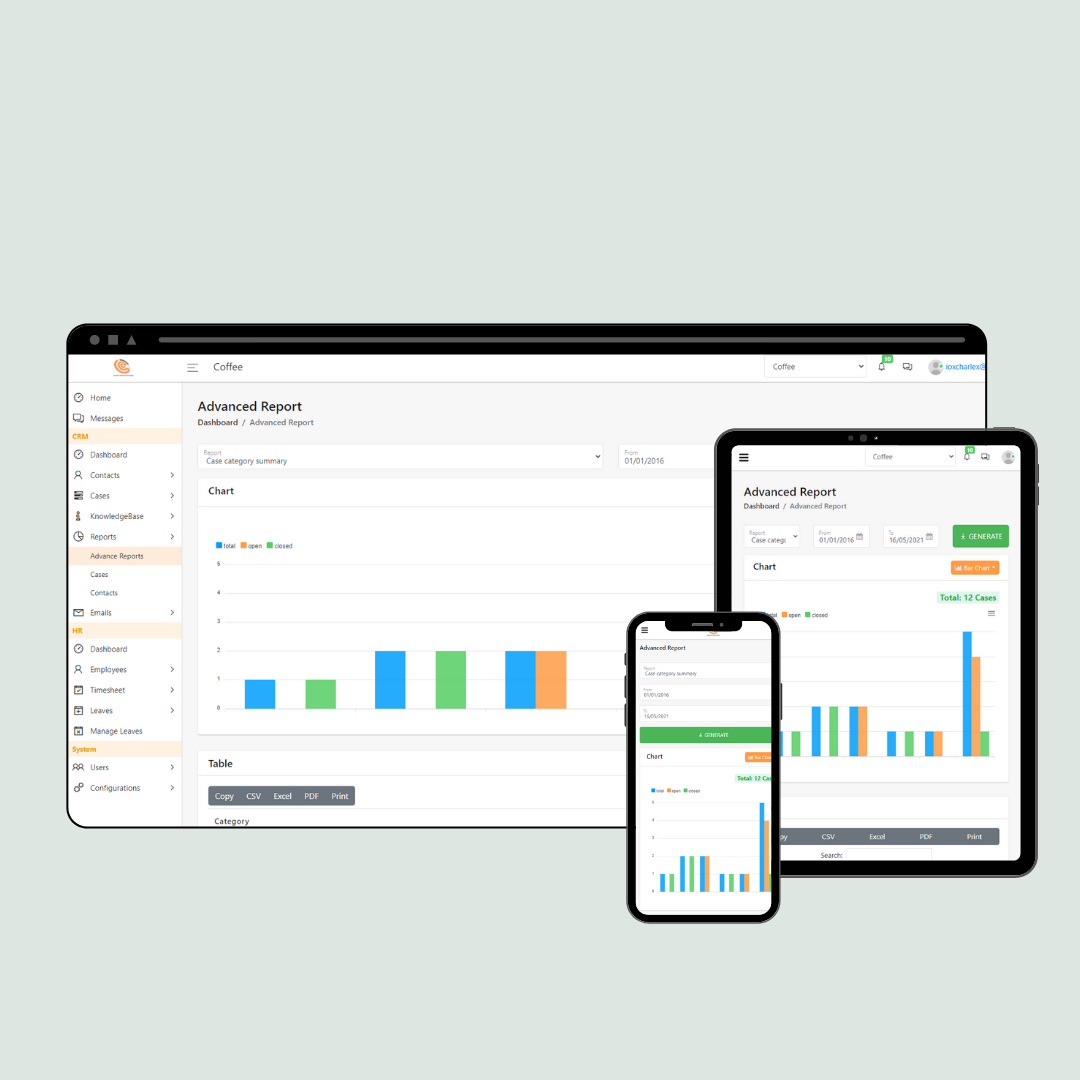 Coffee
Coffee
10
ioxcharlex@
Home
Messages
CRM
Dashboard
Contacts
Cases
KnowledgeBase
Reports
Advance Reports
Cases
Contacts
Emails
HR
Dashboard
Employees
Timesheet
Leaves
Manage Leaves
System
Users
Configurations
Advanced Report
Dashboard / Advanced Report
Report
Case category summary
From
01/01/2016
Chart
total open closed
5
4
3
2
1
0
Table
Copy CSV Excel PDF Print
Category
Coffee
10
Advanced Report
Dashboard / Advanced Report
Report
Case catego
From
01/01/2016
To
16/05/2021
GENERATE
Chart
Bar Chart
Total: 12 Cases
open closed
CSV Excel PDF Print
Search:
Advanced Report
Report
Case category summary
From
01/01/2016
To
16/05/2021
GENERATE
Chart
Bar Char
Total: 12 Cas
total open closed
5
4
3
2
1
0